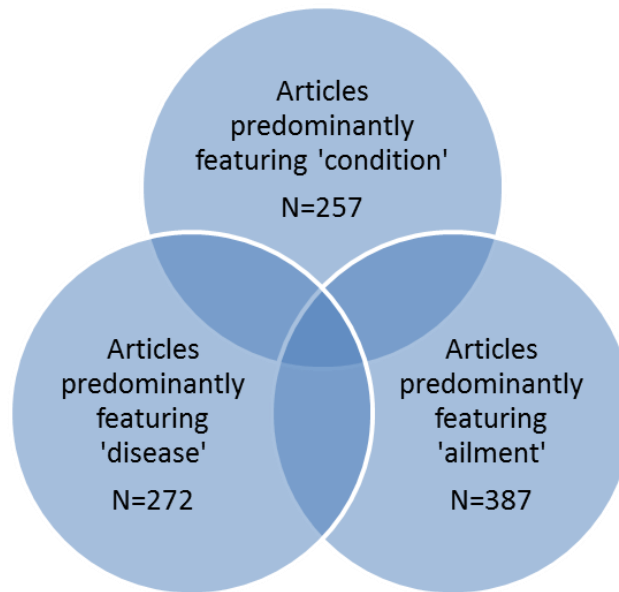 Articles
predominantly
featuring 'condition'
N=257
Articles
predominantly
featuring
'disease'
N=272
Articles
predominantly
featuring
'ailment'
N=387